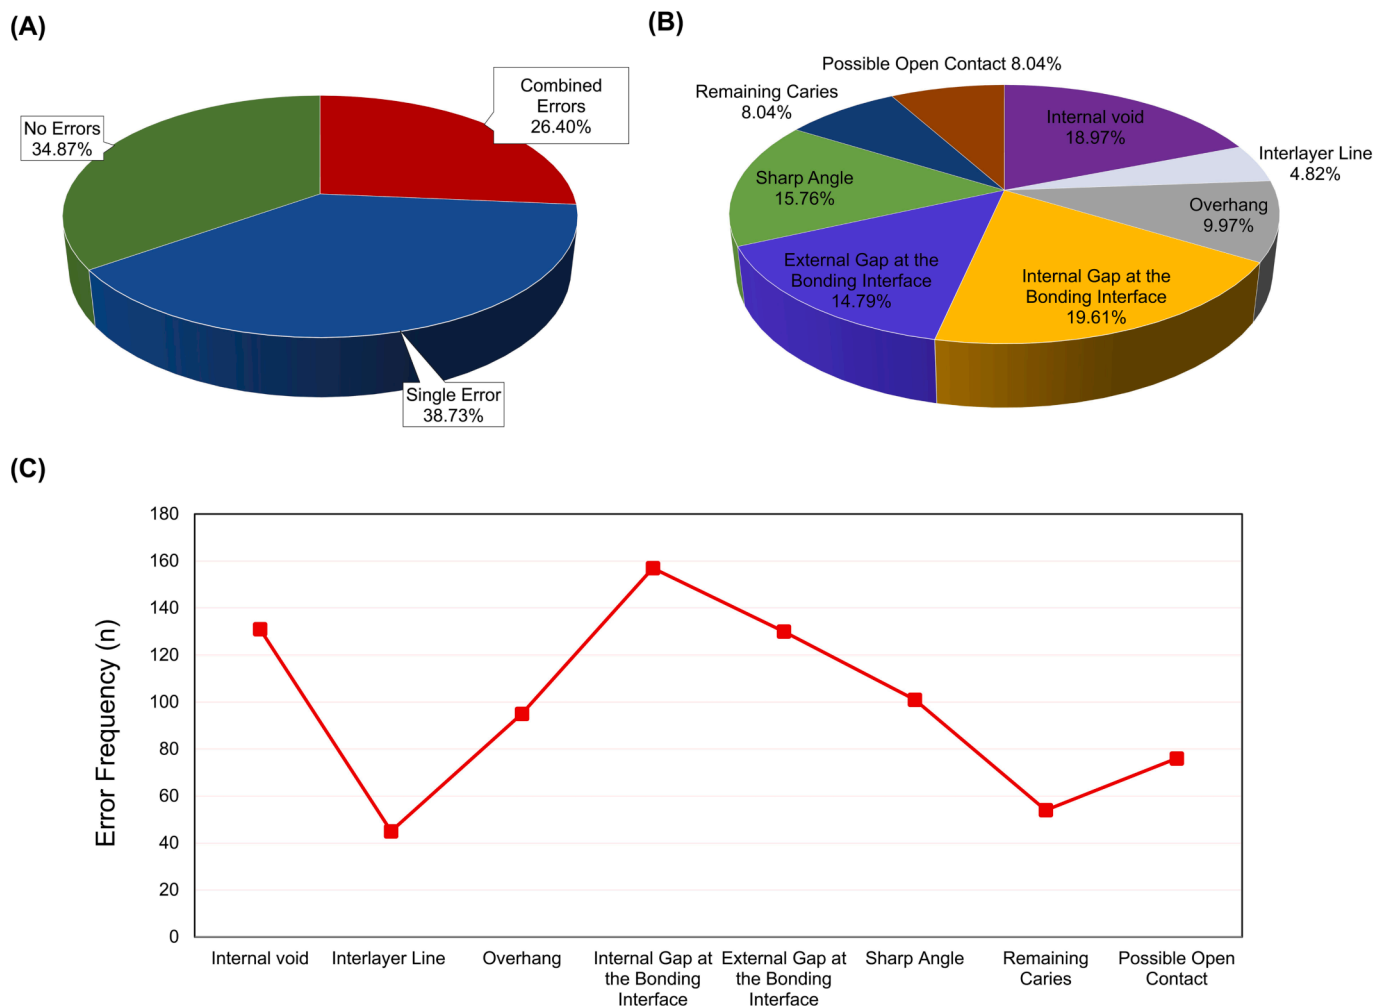 (A)
Combined
Errors
26.40%
No Errors
34.87%
Single Error
38.73%
(B)
Possible Open Contact 8.04%
Remaining Caries
8.04%
Internal void
18.97%
Interlayer Line
4.82%
Sharp Angle
15.76%
Overhang
9.97%
External Gap at the
Bonding Interface
14.79%
Internal Gap at the
Bonding Interface
19.61%
(C)
Error Frequency (n)
180
160
140
120
100
80
60
40
20
0
Internal void
Interlayer Line
Overhang
Internal Gap at
the Bonding
Interface
External Gap at
the Bonding
Interface
Sharp Angle
Remaining
Caries
Possible Open
Contact